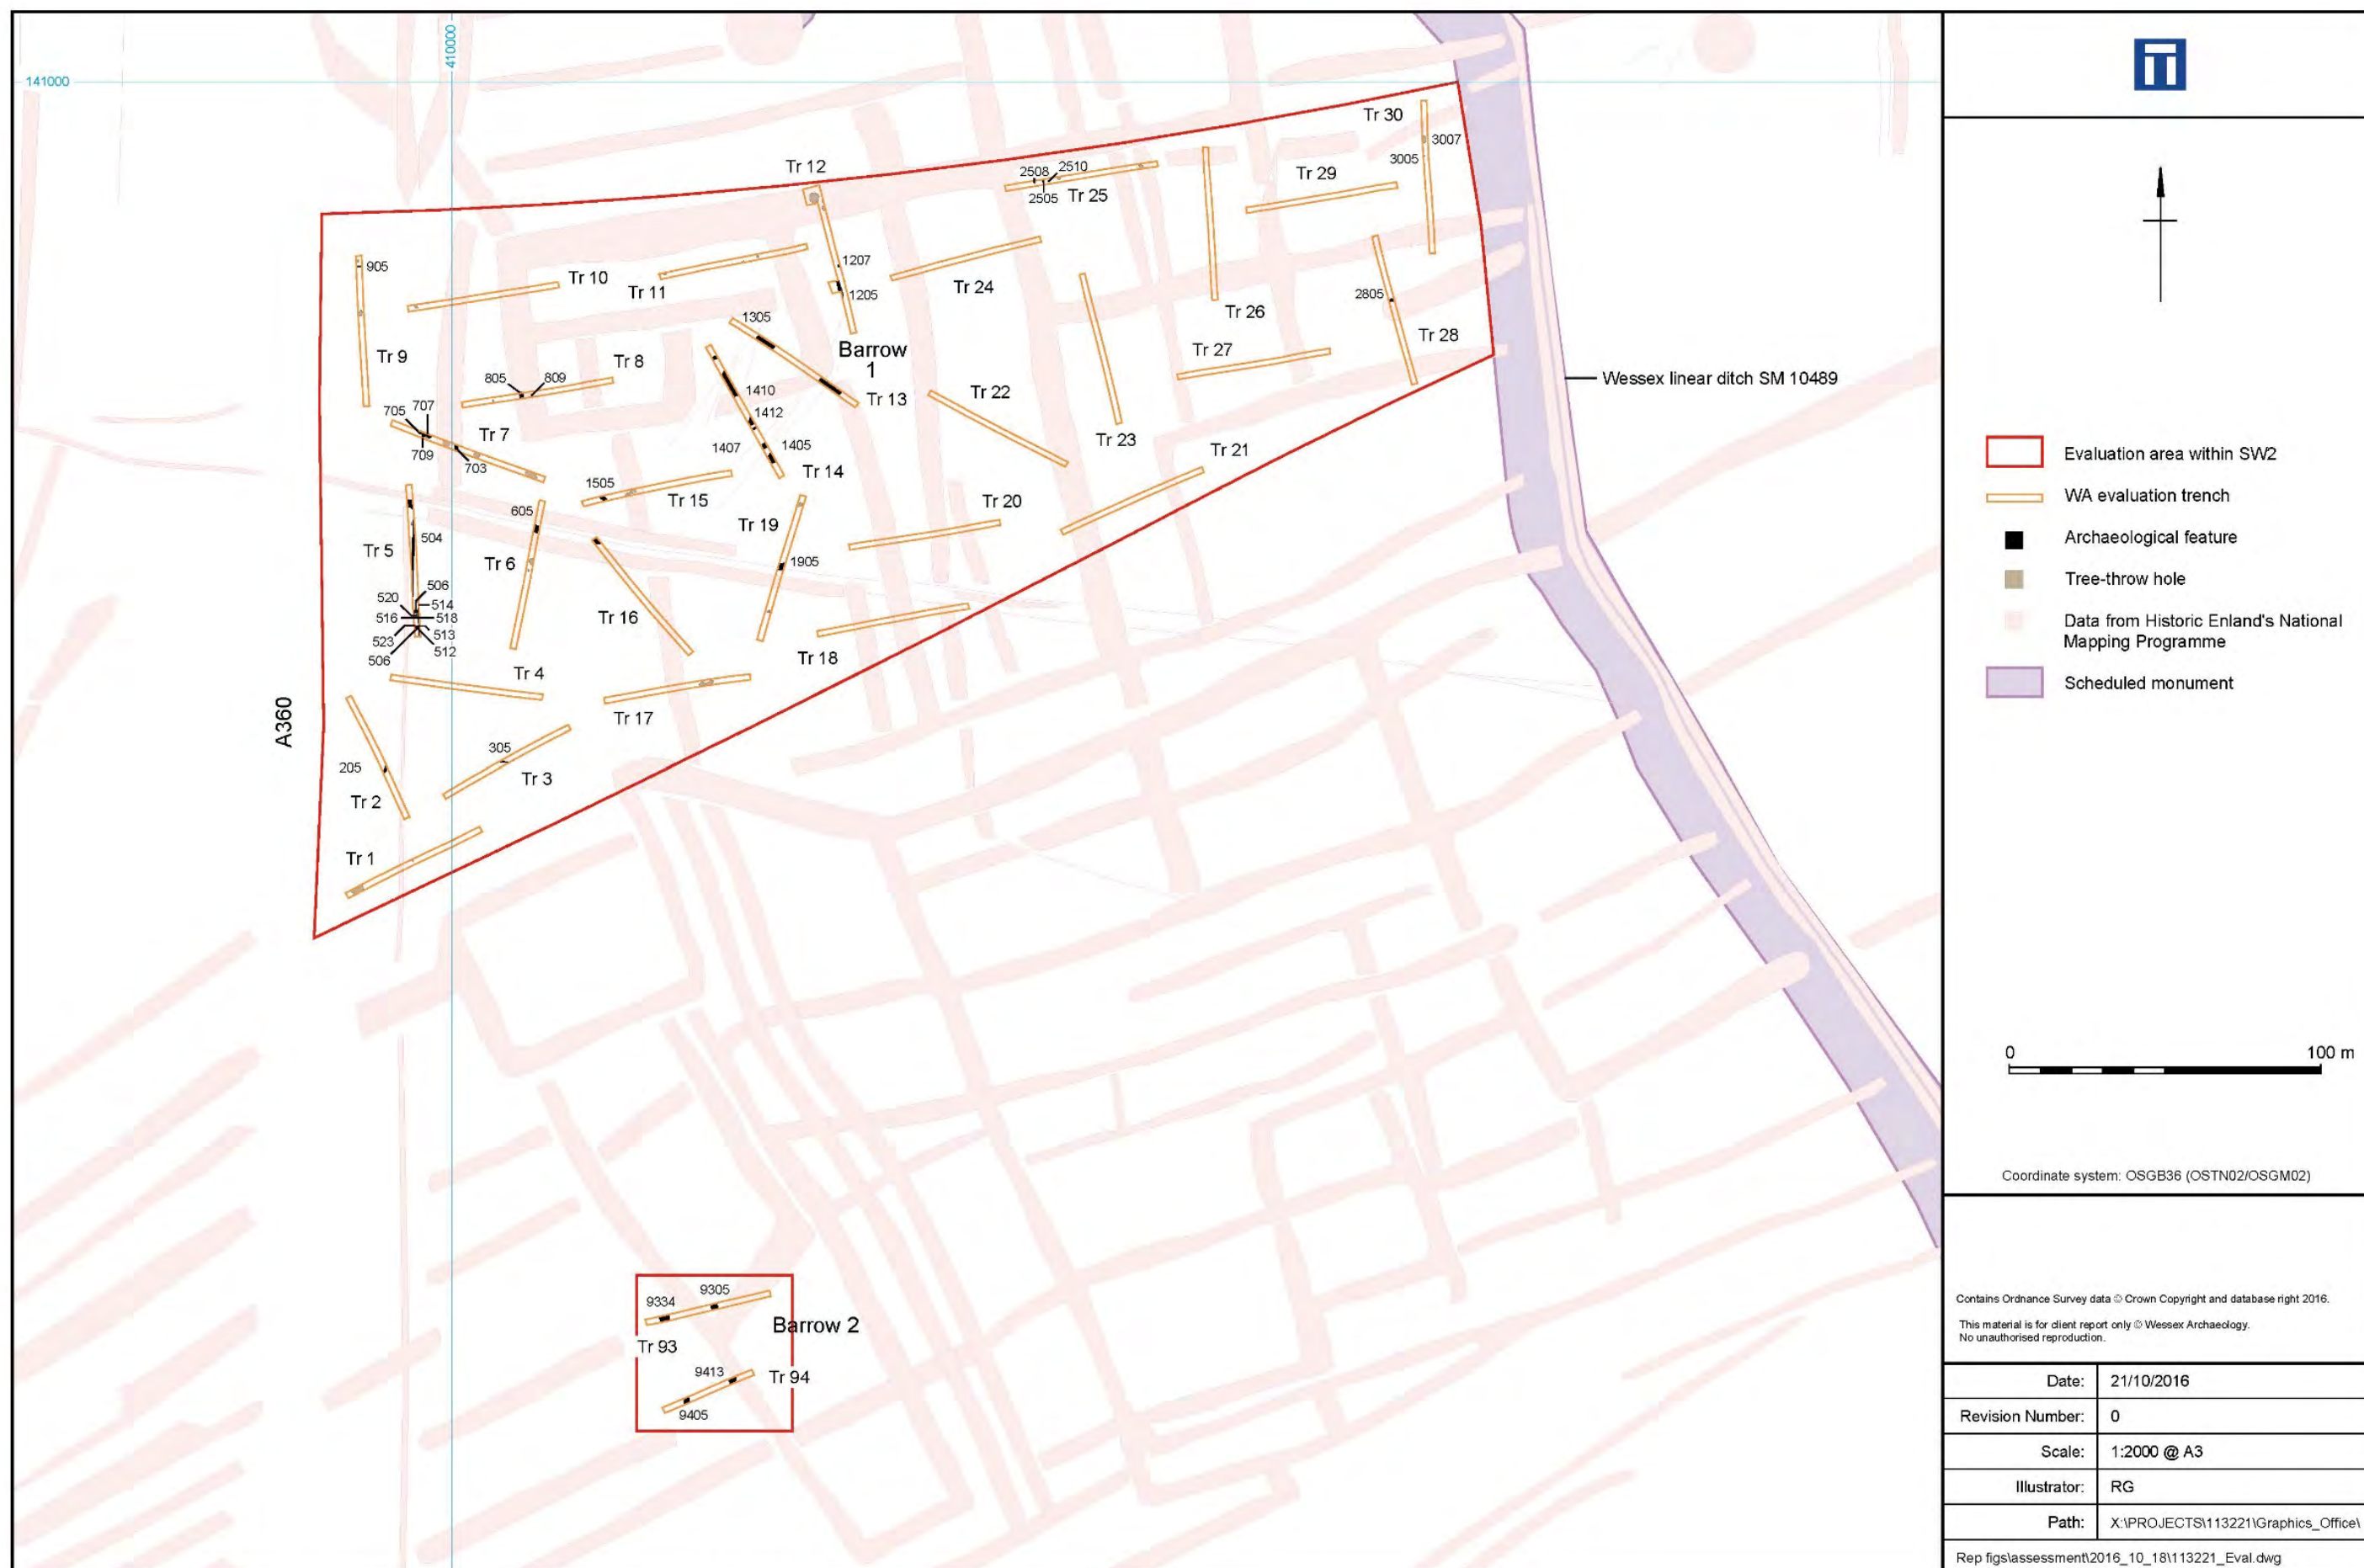 141000
410000
Tr 12
Tr 30
3007
3005
2508
2510
2505
Tr 25
Tr 29
905
1207
1205
Tr 10
Tr 11
Tr 24
2805
Tr 26
Tr 28
1305
Barrow
1
Tr 9
Tr 8
805
809
Tr 27
Tr 13
1410
1412
Tr 22
705
707
709
703
Tr 7
1407
1405
Tr 14
Tr 23
Tr 21
Wessex linear ditch SM 10489
1505
Tr 15
605
Tr 19
Tr 20
504
Tr 5
Tr 6
1905
506
520
514
516
518
523
513
506
512
Tr 16
Tr 18
Tr 4
Tr 17
A360
305
Tr 3
205
Tr 2
Tr 1
9334
9305
Barrow 2
Tr 93
9413
Tr 94
9405
Evaluation area within SW2
WA evaluation trench
Archaeological feature
Tree-throw hole
Data from Historic Enland's National
Mapping Programme
Scheduled monument
0
100 m
Coordinate system: OSGB36 (OSTN02/OSGM02)
Contains Ordnance Survey data © Crown Copyright and database right 2016.
This material is for client report only © Wessex Archaeology.
No unauthorised reproduction.
Date: 21/10/2016
Revision Number: 0
Scale: 1:2000 @ A3
Illustrator: RG
Path: X:\PROJECTS\113221\Graphics_Office\
Rep figs\assessment\2016_10_18\113221_Eval.dwg